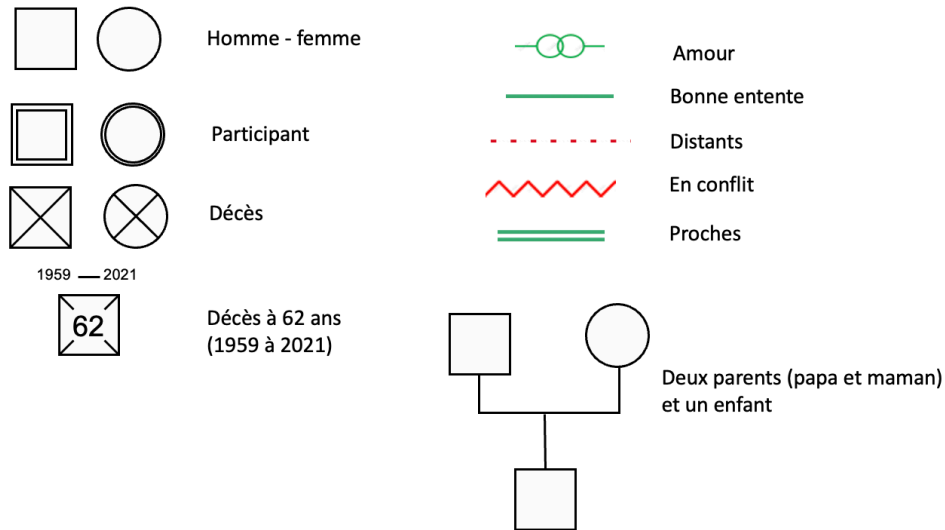 Homme - femme
Participant
Décès
1959 — 2021
62
Décès à 62 ans
(1959 à 2021)
Amour
Bonne entente
Distants
En conflit
Proches
Deux parents (papa et maman)
et un enfant